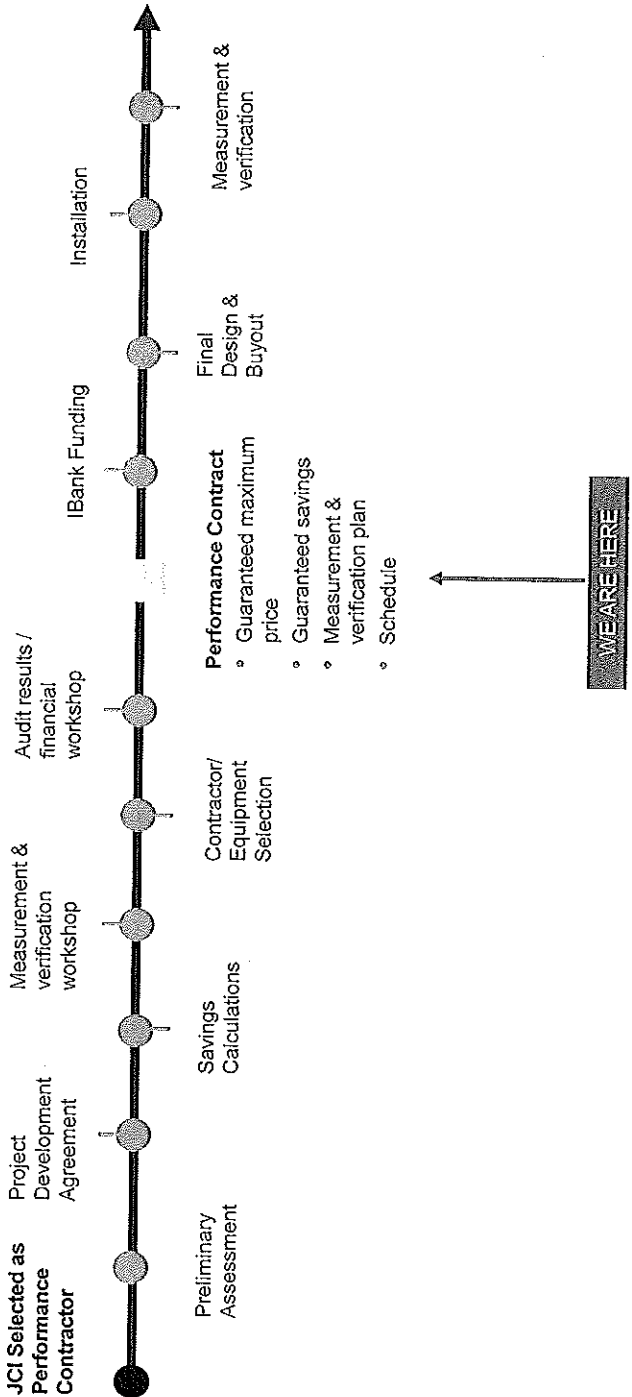 JCI Selected as
Performance
Contractor
Preliminary
Assessment
Project
Development
Agreement
Savings
Calculations
Measurement &
verification
workshop
Contractor/
Equipment
Selection
Audit results /
financial
workshop
Performance Contract
° Guaranteed maximum
price
° Guaranteed savings
° Measurement &
verification plan
° Schedule
WE ARE HERE
IBank Funding
Final
Design &
Buyout
Installation
Measurement &
verification